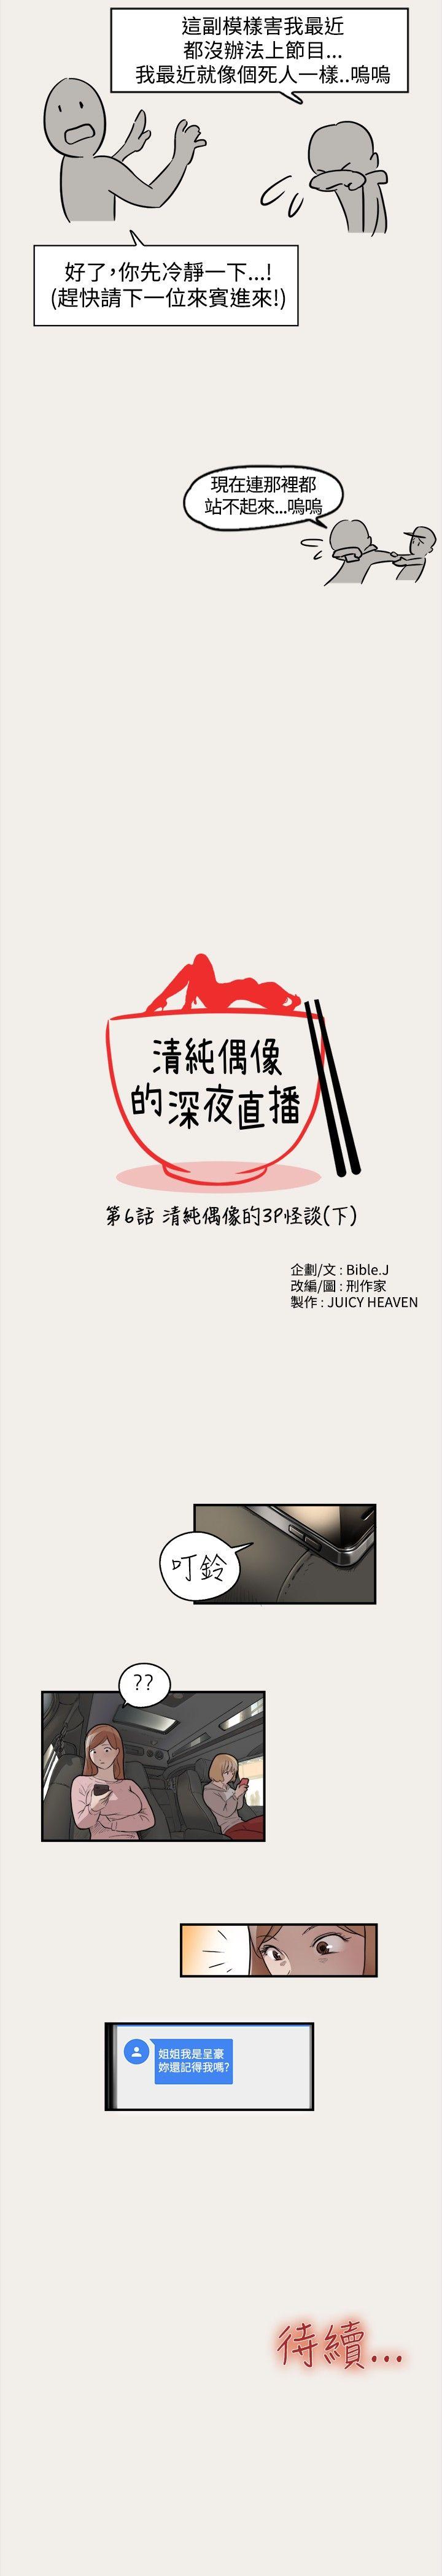 這副模樣害我最近
都沒辦法上節目...
我最近就像個死人一樣..嗚嗚
好了,你先冷靜一下...!
(趕快請下一位來賓進來!)
現在連那裡都
站不起來...嗚嗚
清純偶像
的深夜直播
第6話 清純偶像的3P怪談(下)
企劃/文 : Bible.J
改編/圖 : 刑作家
製作 : JUICY HEAVEN
叮鈴
??
姐姐我是呈豪
妳還記得我嗎?
待續...